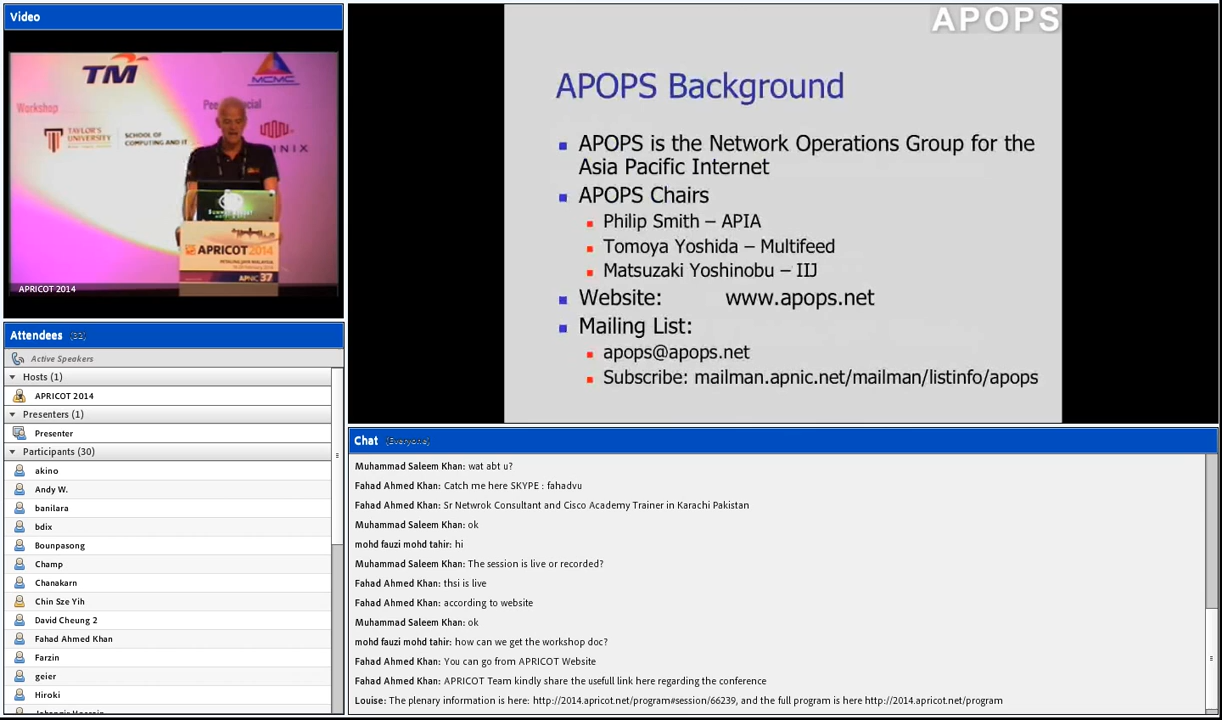 Video
TM
MCMC
Workshop
TAYLOR'S
UNIVERSITY
SCHOOL OF
COMPUTING AND IT
APRICOT 2014
APNIC 37
APRICOT 2014
Attendees (32)
Active Speakers
Hosts (1)
APRICOT 2014
Presenters (1)
Presenter
Participants (30)
akino
Andy W.
banilara
bdix
Bounpasong
Champ
Chanakarn
Chin Sze Yih
David Cheung 2
Fahad Ahmed Khan
Farzin
geier
Hiroki
APOPS
APOPS Background
APOPS is the Network Operations Group for the
Asia Pacific Internet
APOPS Chairs
Philip Smith – APIA
Tomoya Yoshida – Multifeed
Matsuzaki Yoshinobu – IIJ
Website: www.apops.net
Mailing List:
apops@apops.net
Subscribe: mailman.apnic.net/mailman/listinfo/apops
Chat (Everyone)
Muhammad Saleem Khan: wat abt u?
Fahad Ahmed Khan: Catch me here SKYPE : fahadvu
Fahad Ahmed Khan: Sr Netwrok Consultant and Cisco Academy Trainer in Karachi Pakistan
Muhammad Saleem Khan: ok
mohd fauzi mohd tahir: hi
Muhammad Saleem Khan: The session is live or recorded?
Fahad Ahmed Khan: thsi is live
Fahad Ahmed Khan: according to website
Muhammad Saleem Khan: ok
mohd fauzi mohd tahir: how can we get the workshop doc?
Fahad Ahmed Khan: You can go from APRICOT Website
Fahad Ahmed Khan: APRICOT Team kindly share the usefull link here regarding the conference
Louise: The plenary information is here: http://2014.apricot.net/program#session/66239, and the full program is here http://2014.apricot.net/program